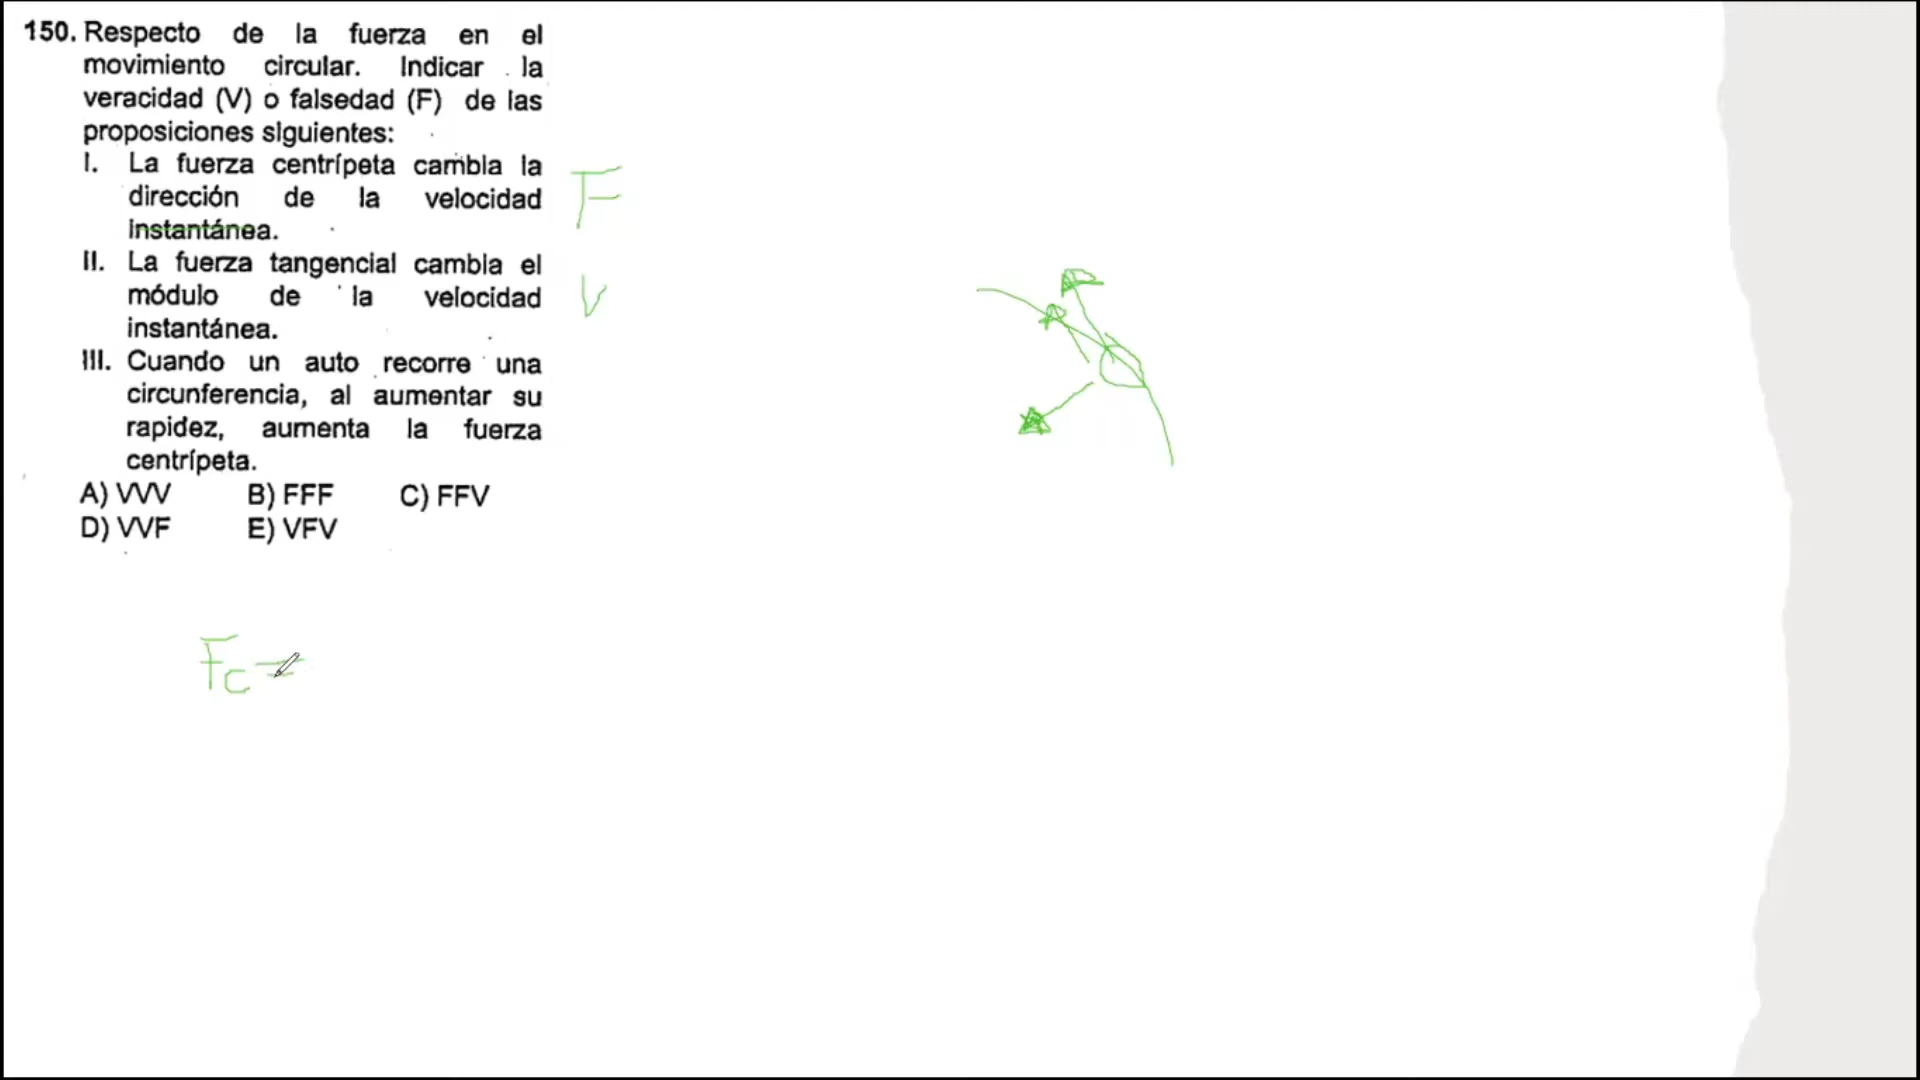 150. Respecto de la fuerza en el
movimiento circular. Indicar la
veracidad (V) o falsedad (F) de las
proposiciones siguientes:
I. La fuerza centrípeta cambia la
dirección de la velocidad
instantánea.
F
II. La fuerza tangencial cambia el
módulo de la velocidad
instantánea.
V
III. Cuando un auto recorre una
circunferencia, al aumentar su
rapidez, aumenta la fuerza
centrípeta.
A) VVV B) FFF C) FFV
D) VVF E) VFV
Fc =